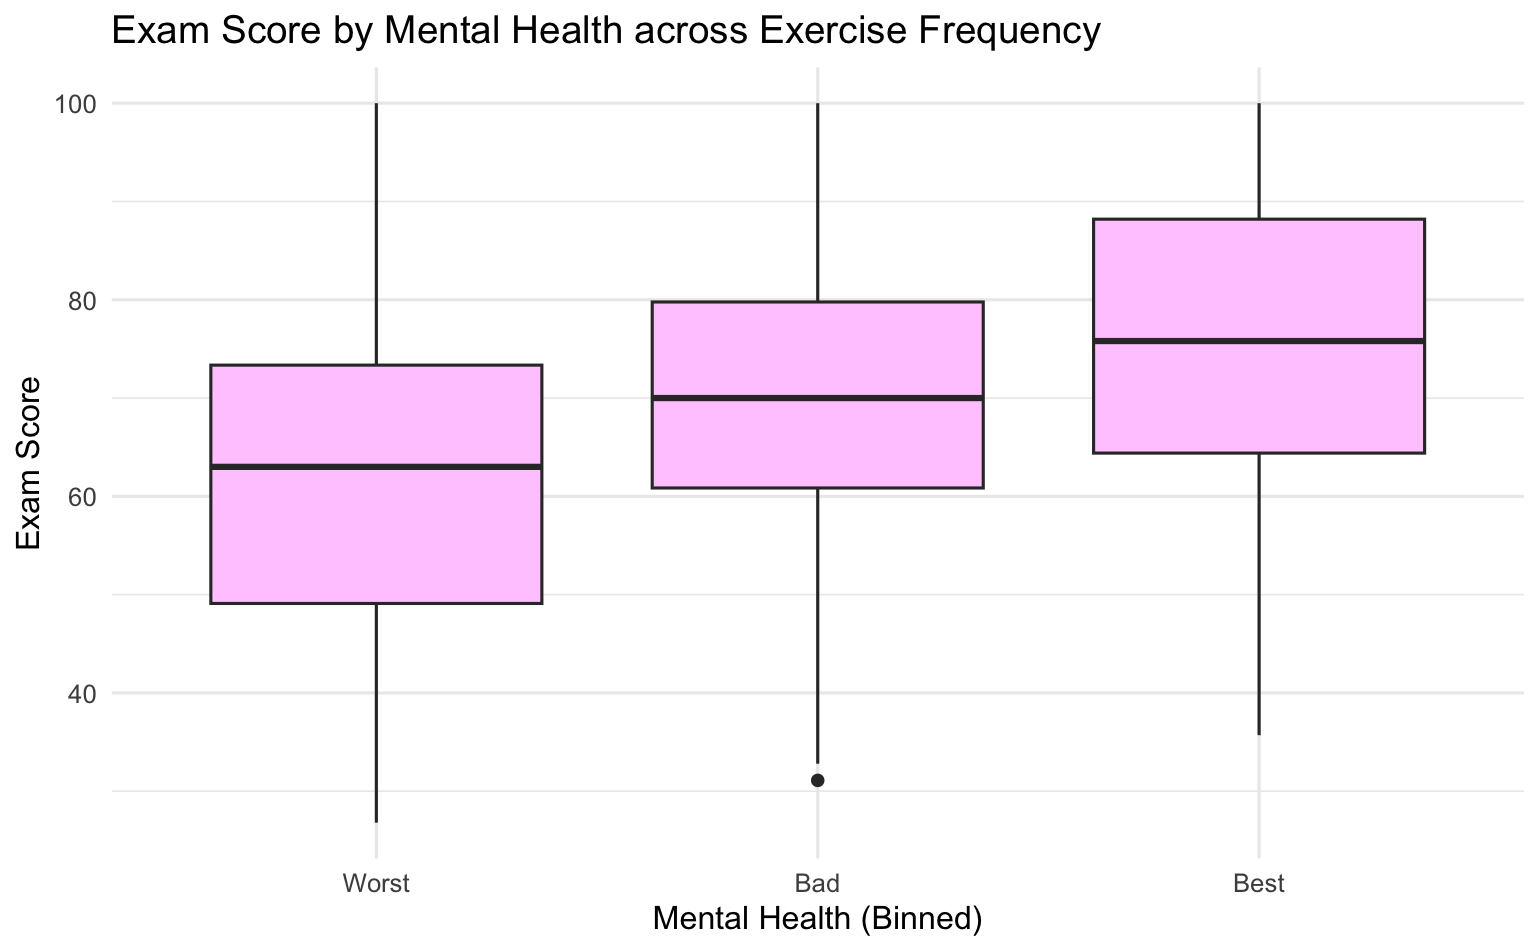 Exam Score by Mental Health across Exercise Frequency
100
80
60
40
Exam Score
Worst
Bad
Best
Mental Health (Binned)